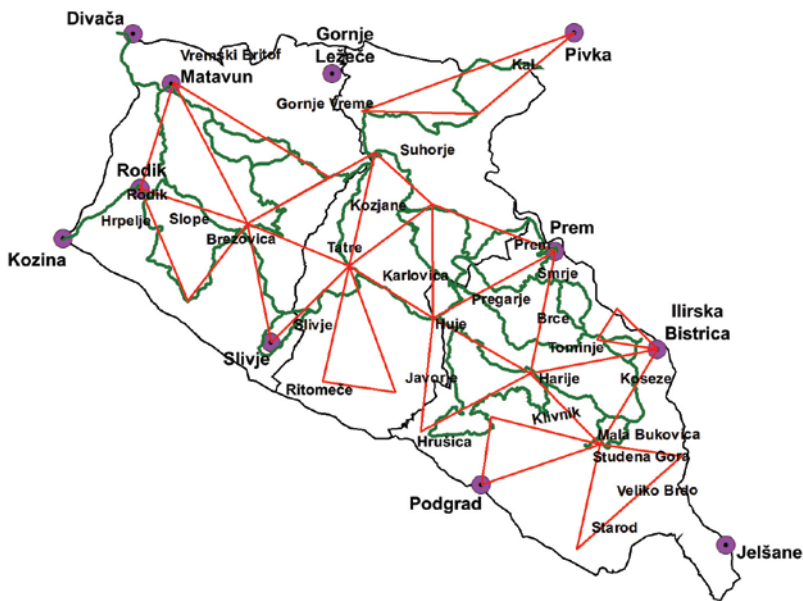 Divača
Gornje
Ležeče
Pivka
Vremski Britof
Kal
Matavun
Gornje Vreme
Suhorje
Rodik
Rodik
Kozjane
Hrpelje
Slope
Brezovica
Prem
Prem
Kozina
Tatre
Karlovica
Smrje
Pregarje
Ilirska
Bistrica
Brce
Slivje
Huje
Tominje
Slivje
Ritomeče
Javorje
Harije
Koseze
Klivnik
Hrušica
Mala Bukovica
Studena Gora
Podgrad
Veliko Brdo
Starod
Jelšane